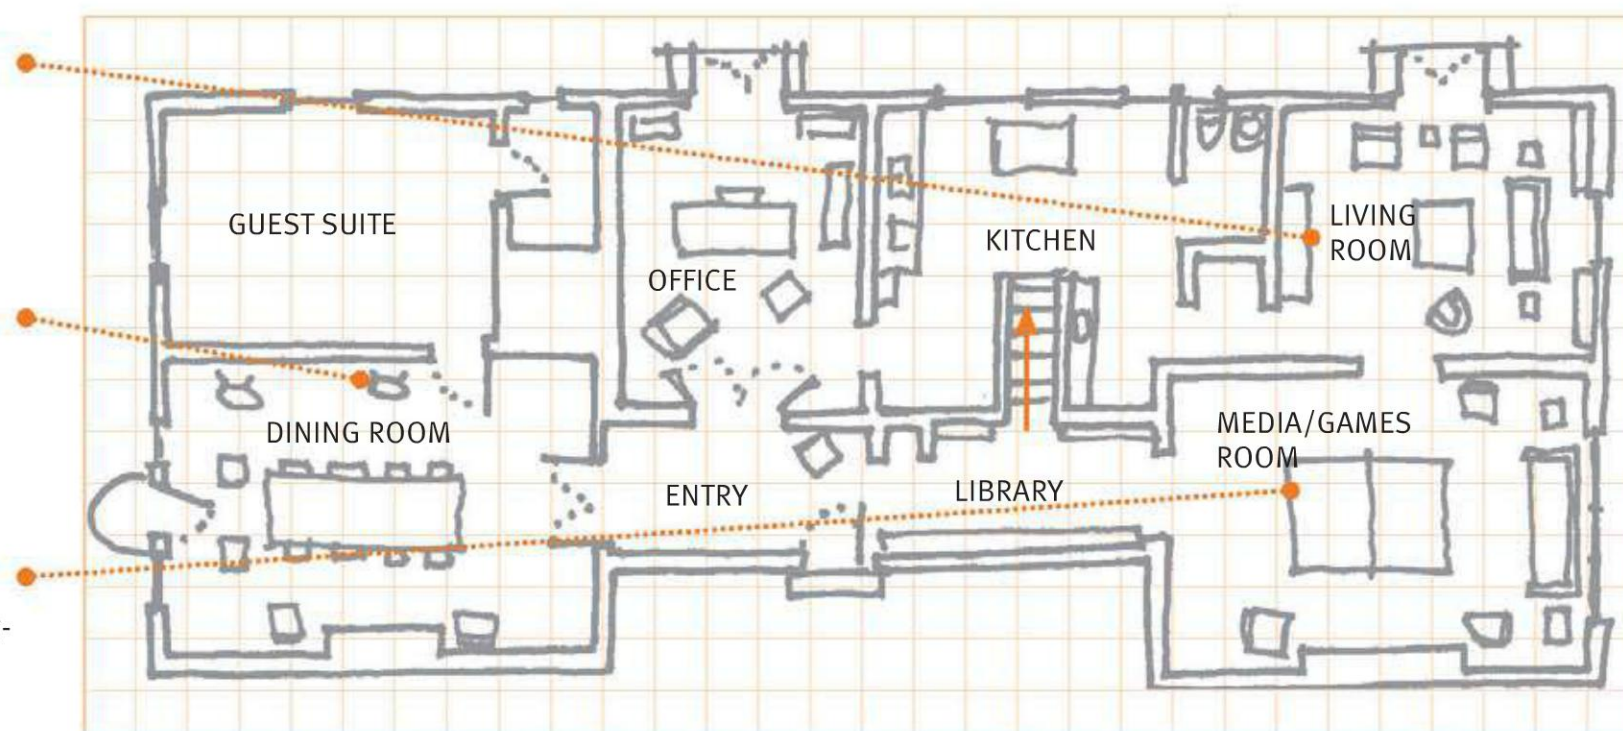 GUEST SUITE
OFFICE
KITCHEN
LIVING
ROOM
DINING ROOM
MEDIA/GAMES
ROOM
ENTRY
LIBRARY
-